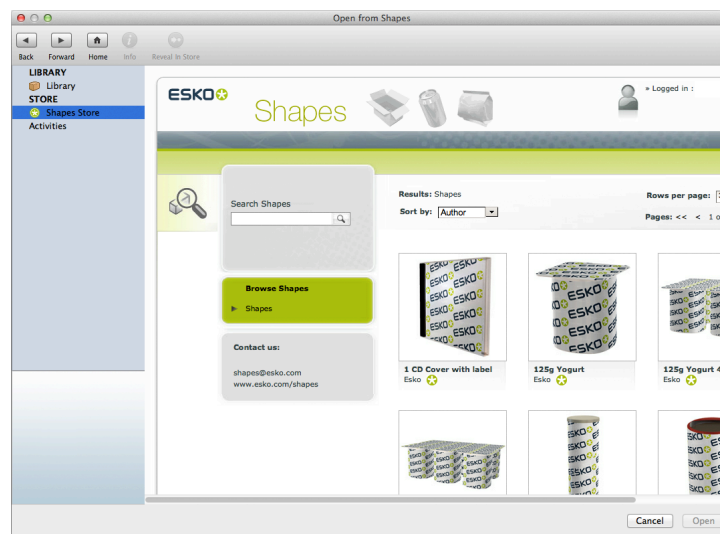 Open from Shapes
Back Forward Home Info Reveal In Store
LIBRARY
Library
STORE
Shapes Store
Activities
ESKO
Shapes
» Logged in :
Search Shapes
Results: Shapes
Rows per page:
Sort by: Author
Pages: << < 1 o
Browse Shapes
Shapes
Contact us:
shapes@esko.com
www.esko.com/shapes
1 CD Cover with label
Esko
125g Yogurt
Esko
125g Yogurt 4
Esko
Cancel Open